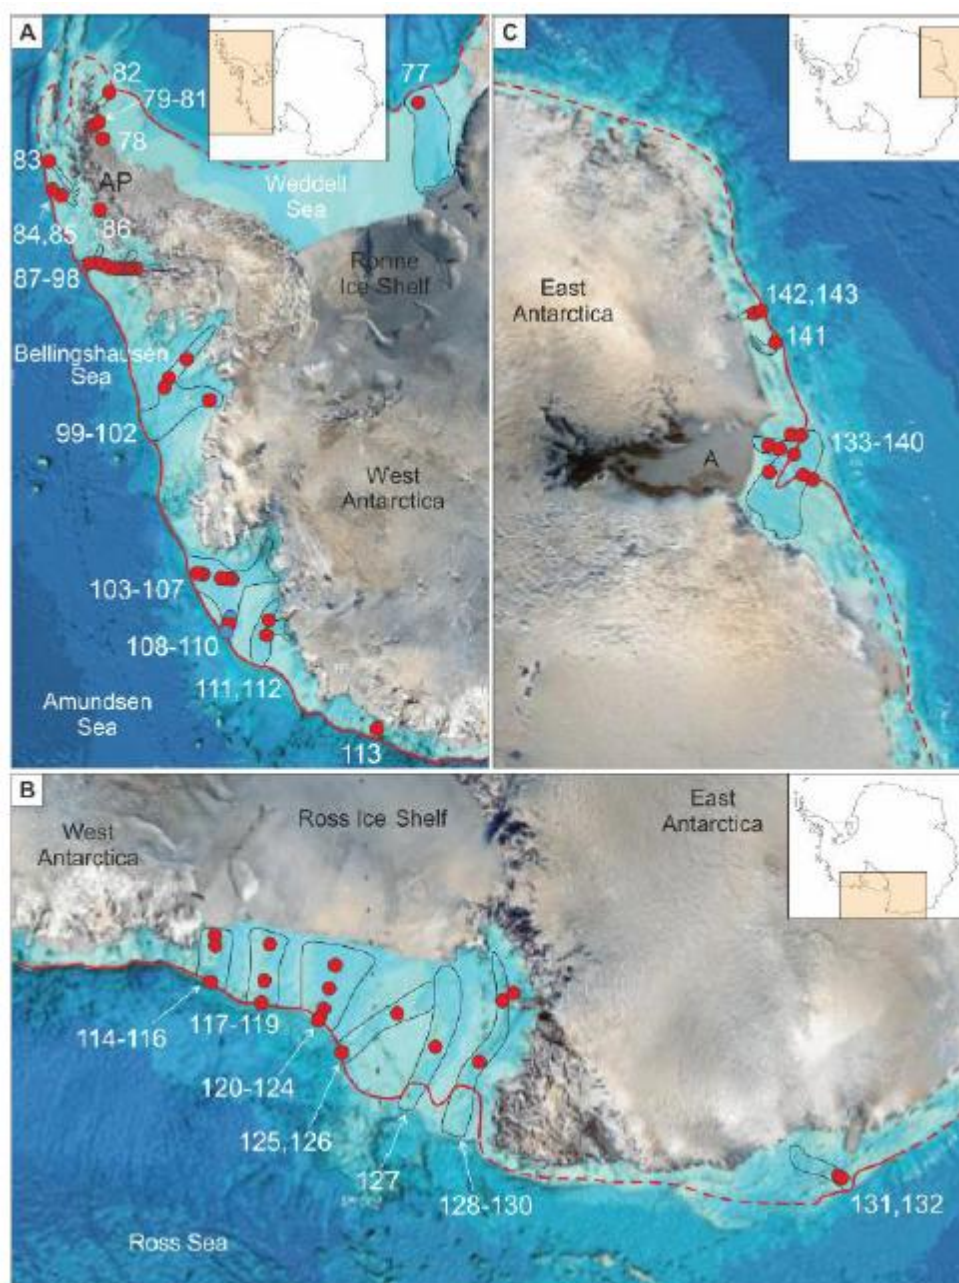 A
82
79-81
77
78
83
AP
Weddell
Sea
84,85
86
87-98
Ronne
Ice Shelf
Bellingshausen
Sea
99-102
West
Antarctica
103-107
108-110
111,112
Amundsen
Sea
113
C
East
Antarctica
142,143
141
133-140
A
B
West
Antarctica
Ross Ice Shelf
East
Antarctica
114-116
117-119
120-124
125,126
127
128-130
131,132
Ross Sea